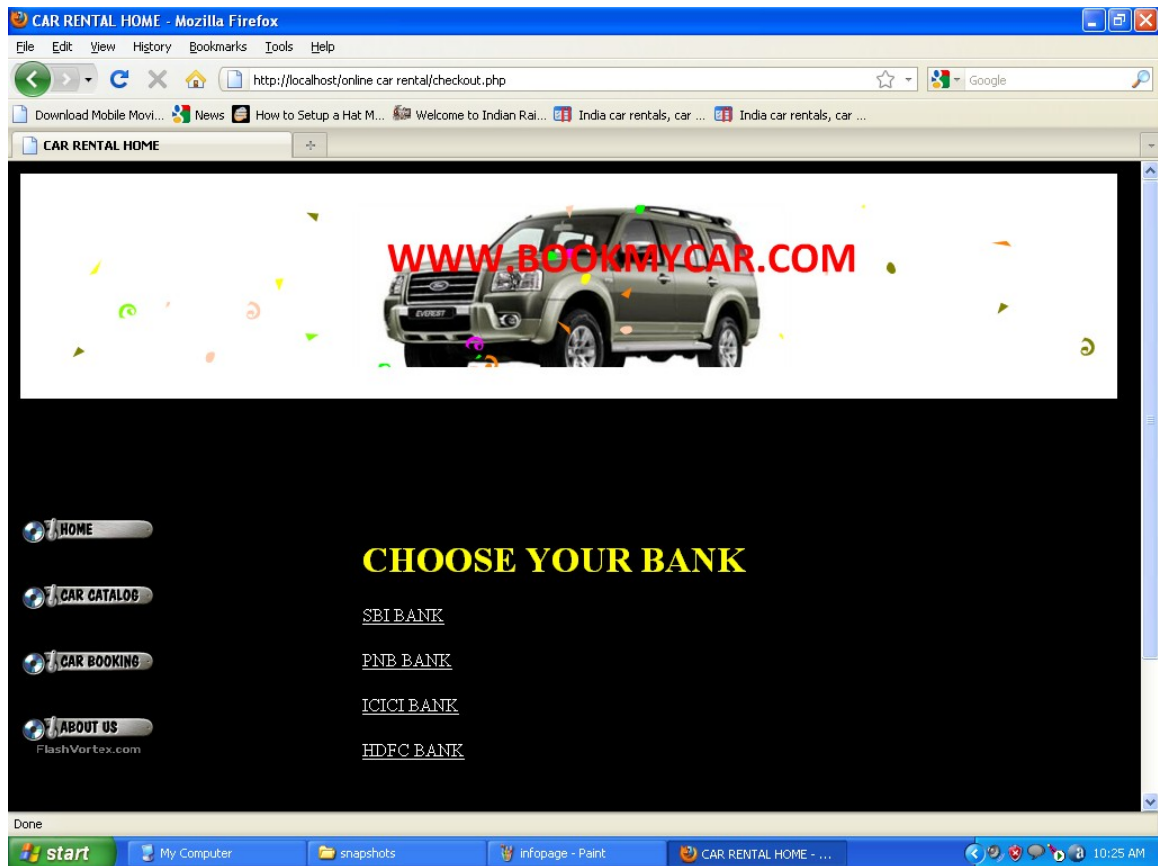 CAR RENTAL HOME - Mozilla Firefox
File Edit View History Bookmarks Tools Help
http://localhost/online car rental/checkout.php
Google
Download Mobile Movi... News How to Setup a Hat M... Welcome to Indian Rai... India car rentals, car ... India car rentals, car ...
CAR RENTAL HOME
WWW.BOOKMYCAR.COM
Ford
EVEREST
HOME
CHOOSE YOUR BANK
CAR CATALOG
SBI BANK
CAR BOOKING
PNB BANK
ICICI BANK
ABOUT US
FlashVortex.com
HDFC BANK
Done
start My Computer snapshots infopage - Paint CAR RENTAL HOME - ... 10:25 AM